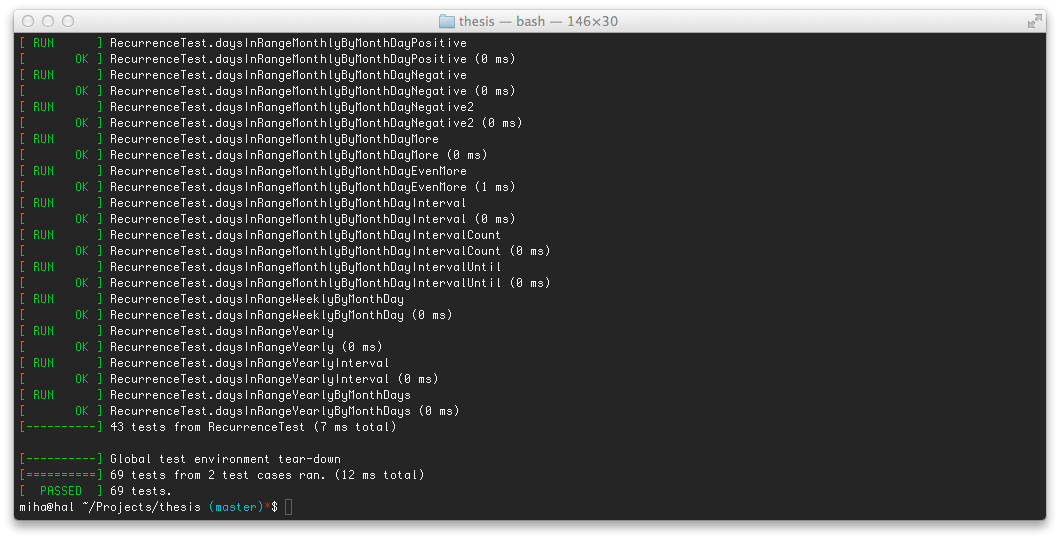 thesis — bash — 146×30
[ RUN      ] RecurrenceTest.daysInRangeMonthlyByMonthDayPositive
[       OK ] RecurrenceTest.daysInRangeMonthlyByMonthDayPositive (0 ms)
[ RUN      ] RecurrenceTest.daysInRangeMonthlyByMonthDayNegative
[       OK ] RecurrenceTest.daysInRangeMonthlyByMonthDayNegative (0 ms)
[ RUN      ] RecurrenceTest.daysInRangeMonthlyByMonthDayNegative2
[       OK ] RecurrenceTest.daysInRangeMonthlyByMonthDayNegative2 (0 ms)
[ RUN      ] RecurrenceTest.daysInRangeMonthlyByMonthDayMore
[       OK ] RecurrenceTest.daysInRangeMonthlyByMonthDayMore (0 ms)
[ RUN      ] RecurrenceTest.daysInRangeMonthlyByMonthDayEvenMore
[       OK ] RecurrenceTest.daysInRangeMonthlyByMonthDayEvenMore (1 ms)
[ RUN      ] RecurrenceTest.daysInRangeMonthlyByMonthDayInterval
[       OK ] RecurrenceTest.daysInRangeMonthlyByMonthDayInterval (0 ms)
[ RUN      ] RecurrenceTest.daysInRangeMonthlyByMonthDayIntervalCount
[       OK ] RecurrenceTest.daysInRangeMonthlyByMonthDayIntervalCount (0 ms)
[ RUN      ] RecurrenceTest.daysInRangeMonthlyByMonthDayIntervalUntil
[       OK ] RecurrenceTest.daysInRangeMonthlyByMonthDayIntervalUntil (0 ms)
[ RUN      ] RecurrenceTest.daysInRangeWeeklyByMonthDay
[       OK ] RecurrenceTest.daysInRangeWeeklyByMonthDay (0 ms)
[ RUN      ] RecurrenceTest.daysInRangeYearly
[       OK ] RecurrenceTest.daysInRangeYearly (0 ms)
[ RUN      ] RecurrenceTest.daysInRangeYearlyInterval
[       OK ] RecurrenceTest.daysInRangeYearlyInterval (0 ms)
[ RUN      ] RecurrenceTest.daysInRangeYearlyByMonthDays
[       OK ] RecurrenceTest.daysInRangeYearlyByMonthDays (0 ms)
[----------] 43 tests from RecurrenceTest (7 ms total)
[----------] Global test environment tear-down
[==========] 69 tests from 2 test cases ran. (12 ms total)
[  PASSED  ] 69 tests.
miha@hal ~/Projects/thesis (master)*$